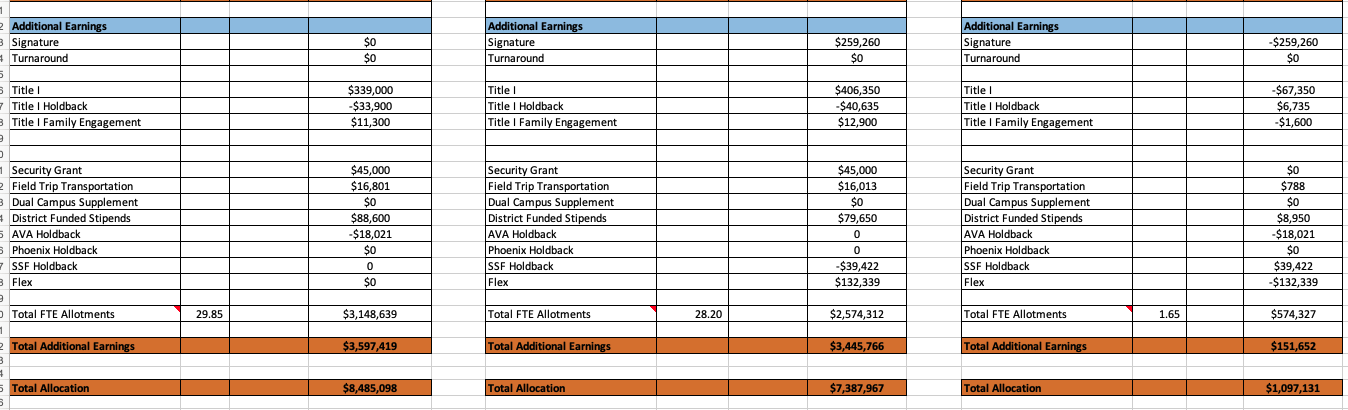 Additional Earnings Additional Earnings Additional Earnings
Signature $0 Signature $259,260 Signature -$259,260
Turnaround $0 Turnaround $0 Turnaround $0
Title I $339,000 Title I $406,350 Title I -$67,350
Title I Holdback -$33,900 Title I Holdback -$40,635 Title I Holdback $6,735
Title I Family Engagement $11,300 Title I Family Engagement $12,900 Title I Family Engagement -$1,600
Security Grant $45,000 Security Grant $45,000 Security Grant $0
Field Trip Transportation $16,801 Field Trip Transportation $16,013 Field Trip Transportation $788
Dual Campus Supplement $0 Dual Campus Supplement $0 Dual Campus Supplement $0
District Funded Stipends $88,600 District Funded Stipends $79,650 District Funded Stipends $8,950
AVA Holdback -$18,021 AVA Holdback 0 AVA Holdback -$18,021
Phoenix Holdback $0 Phoenix Holdback 0 Phoenix Holdback $0
SSF Holdback 0 SSF Holdback -$39,422 SSF Holdback $39,422
Flex $0 Flex $132,339 Flex -$132,339
Total FTE Allotments 29.85 $3,148,639 Total FTE Allotments 28.20 $2,574,312 Total FTE Allotments 1.65 $574,327
Total Additional Earnings $3,597,419 Total Additional Earnings $3,445,766 Total Additional Earnings $151,652
Total Allocation $8,485,098 Total Allocation $7,387,967 Total Allocation $1,097,131